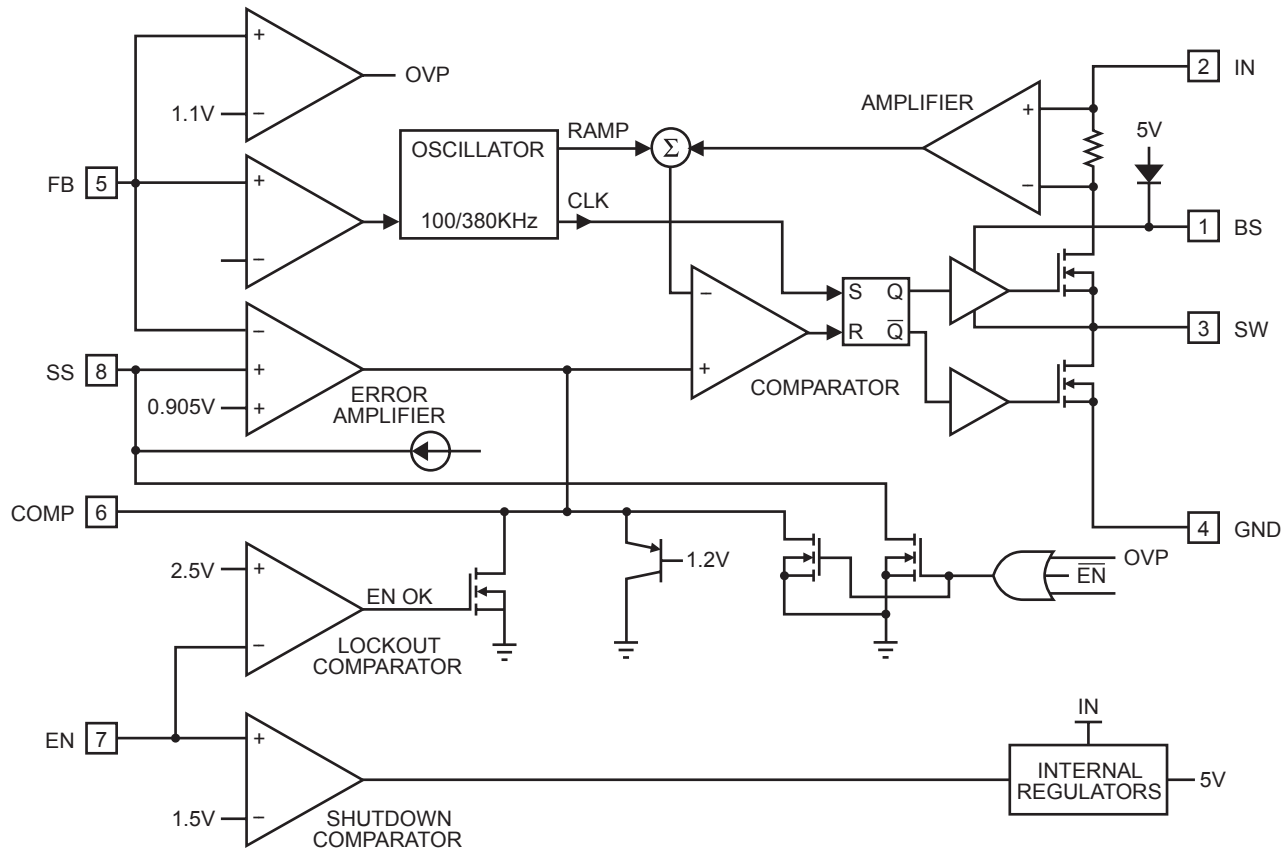 +
OVP
1.1V
−
2
IN
AMPLIFIER
+
−
5V
RAMP
OSCILLATOR
100/380KHz
Σ
CLK
FB
5
+
−
1
BS
−
+
S
Q
R
Q̅
COMPARATOR
3
SW
SS
8
−
+
0.905V
+
ERROR
AMPLIFIER
COMP
6
4
GND
1.2V
OVP
E̅N̅
2.5V
+
EN OK
−
LOCKOUT
COMPARATOR
EN
7
+
1.5V
−
SHUTDOWN
COMPARATOR
IN
INTERNAL
REGULATORS
5V